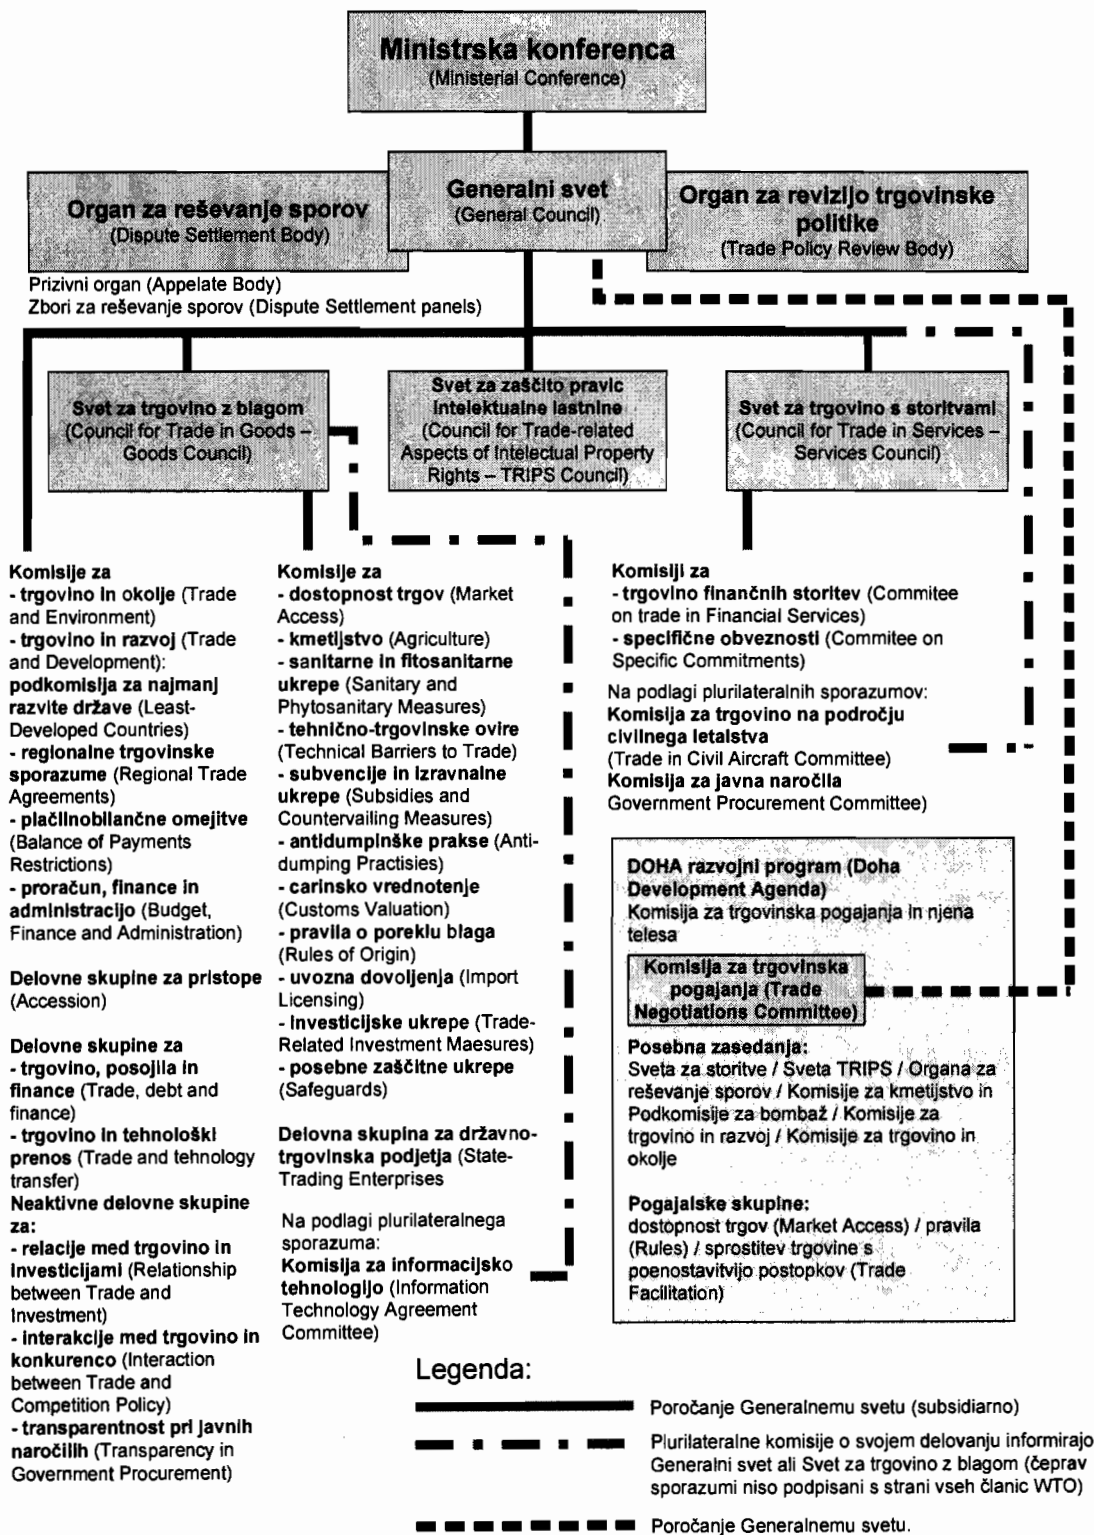 Ministrska konferenca
(Ministerial Conference)
Generalni svet
(General Council)
Organ za reševanje sporov
(Dispute Settlement Body)
Organ za revizijo trgovinske
politike
(Trade Policy Review Body)
Prizivni organ (Appelate Body)
Zbori za reševanje sporov (Dispute Settlement panels)
Svet za trgovino z blagom
(Council for Trade in Goods –
Goods Council)
Svet za zaščito pravic
intelektualne lastnine
(Council for Trade-related
Aspects of Intelectual Property
Rights – TRIPS Council)
Svet za trgovino s storitvami
(Council for Trade in Services –
Services Council)
Komisije za
- trgovino in okolje (Trade
and Environment)
- trgovino in razvoj (Trade
and Development):
podkomisija za najmanj
razvite države (Least-
Developed Countries)
- regionalne trgovinske
sporazume (Regional Trade
Agreements)
- plačilnobilančne omejitve
(Balance of Payments
Restrictions)
- proračun, finance in
administracijo (Budget,
Finance and Administration)
Delovne skupine za pristope
(Accession)
Delovne skupine za
- trgovino, posojila in
finance (Trade, debt and
finance)
- trgovino in tehnološki
prenos (Trade and tehnology
transfer)
Neaktivne delovne skupine
za:
- relacije med trgovino in
investicijami (Relationship
between Trade and
Investment)
- interakcije med trgovino in
konkurenco (Interaction
between Trade and
Competition Policy)
- transparentnost pri javnih
naročilih (Transparency in
Government Procurement)
Komisije za
- dostopnost trgov (Market
Access)
- kmetijstvo (Agriculture)
- sanitarne in fitosanitarne
ukrepe (Sanitary and
Phytosanitary Measures)
- tehnično-trgovinske ovire
(Technical Barriers to Trade)
- subvencije in izravnalne
ukrepe (Subsidies and
Countervailing Measures)
- antidumpinške prakse (Anti-
dumping Practisies)
- carinsko vrednotenje
(Customs Valuation)
- pravila o poreklu blaga
(Rules of Origin)
- uvozna dovoljenja (Import
Licensing)
- investicijske ukrepe (Trade-
Related Investment Maesures)
- posebne zaščitne ukrepe
(Safeguards)
Delovna skupina za državno-
trgovinska podjetja (State-
Trading Enterprises
Na podlagi plurilateralnega
sporazuma:
Komisija za informacijsko
tehnologijo (Information
Technology Agreement
Committee)
Komisiji za
- trgovino finančnih storitev (Commitee
on trade in Financial Services)
- specifične obveznosti (Commitee on
Specific Commitments)
Na podlagi plurilateralnih sporazumov:
Komisija za trgovino na področju
civilnega letalstva
(Trade in Civil Aircraft Committee)
Komisija za javna naročila
Government Procurement Committee)
DOHA razvojni program (Doha
Development Agenda)
Komisija za trgovinska pogajanja in njena
telesa
Komisija za trgovinska
pogajanja (Trade
Negotiations Committee)
Posebna zasedanja:
Sveta za storitve / Sveta TRIPS / Organa za
reševanje sporov / Komisije za kmetijstvo in
Podkomisije za bombaž / Komisije za
trgovino in razvoj / Komisije za trgovino in
okolje
Pogajalske skupine:
dostopnost trgov (Market Access) / pravila
(Rules) / sprostitev trgovine s
poenostavitvijo postopkov (Trade
Facilitation)
Legenda:
Poročanje Generalnemu svetu (subsidiarno)
Plurilateralne komisije o svojem delovanju informirajo
Generalni svet ali Svet za trgovino z blagom (čeprav
sporazumi niso podpisani s strani vseh članic WTO)
Poročanje Generalnemu svetu.